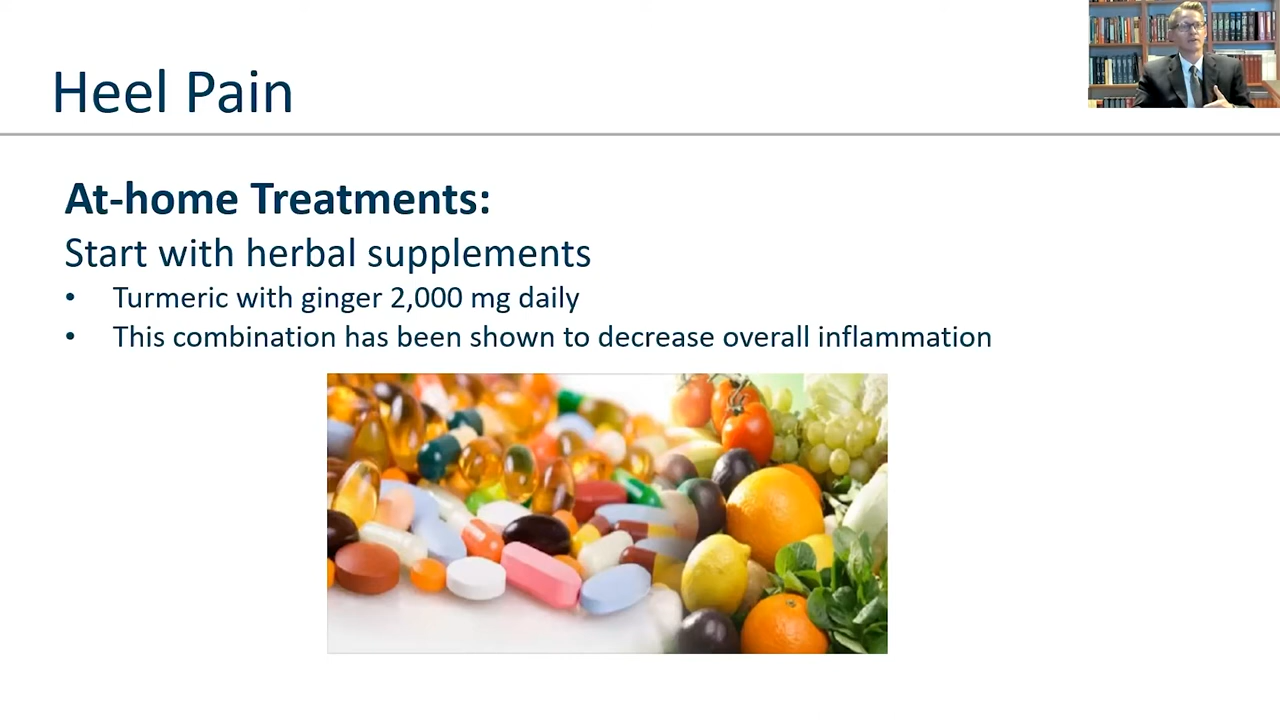 Heel Pain
At-home Treatments:
Start with herbal supplements
• Turmeric with ginger 2,000 mg daily
• This combination has been shown to decrease overall inflammation